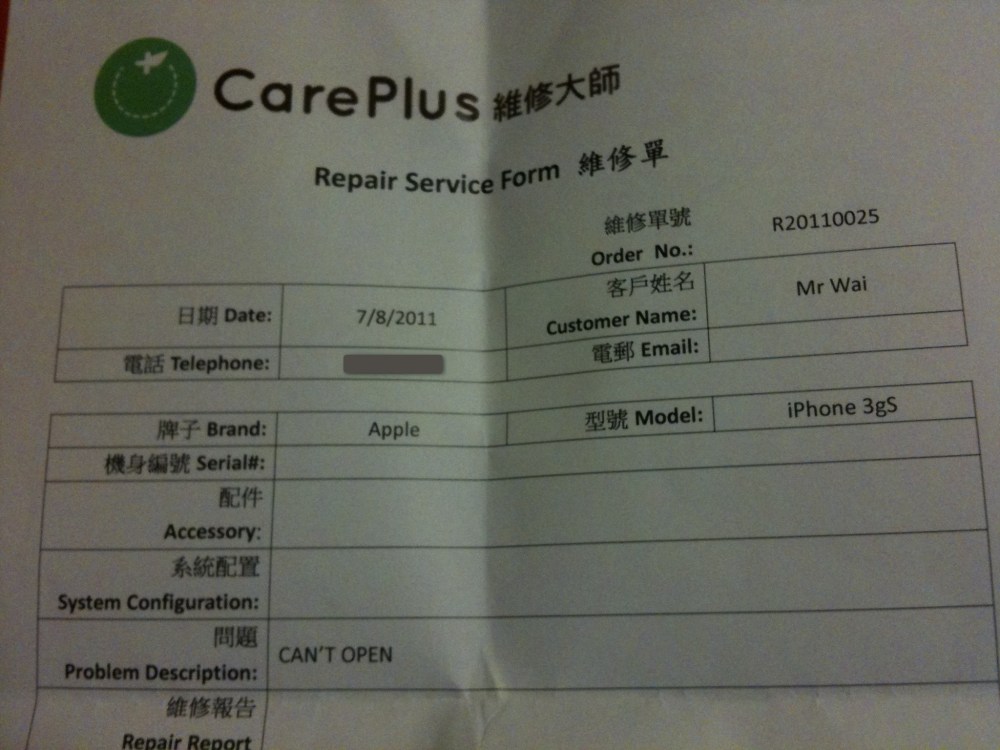 CarePlus 維修大師
Repair Service Form 維修單
維修單號
Order No.: R20110025
日期 Date: 7/8/2011
客戶姓名
Customer Name: Mr Wai
電話 Telephone:
電郵 Email:
牌子 Brand: Apple
型號 Model: iPhone 3gS
機身編號 Serial#:
配件
Accessory:
系統配置
System Configuration:
問題
Problem Description: CAN'T OPEN
維修報告
Repair Report